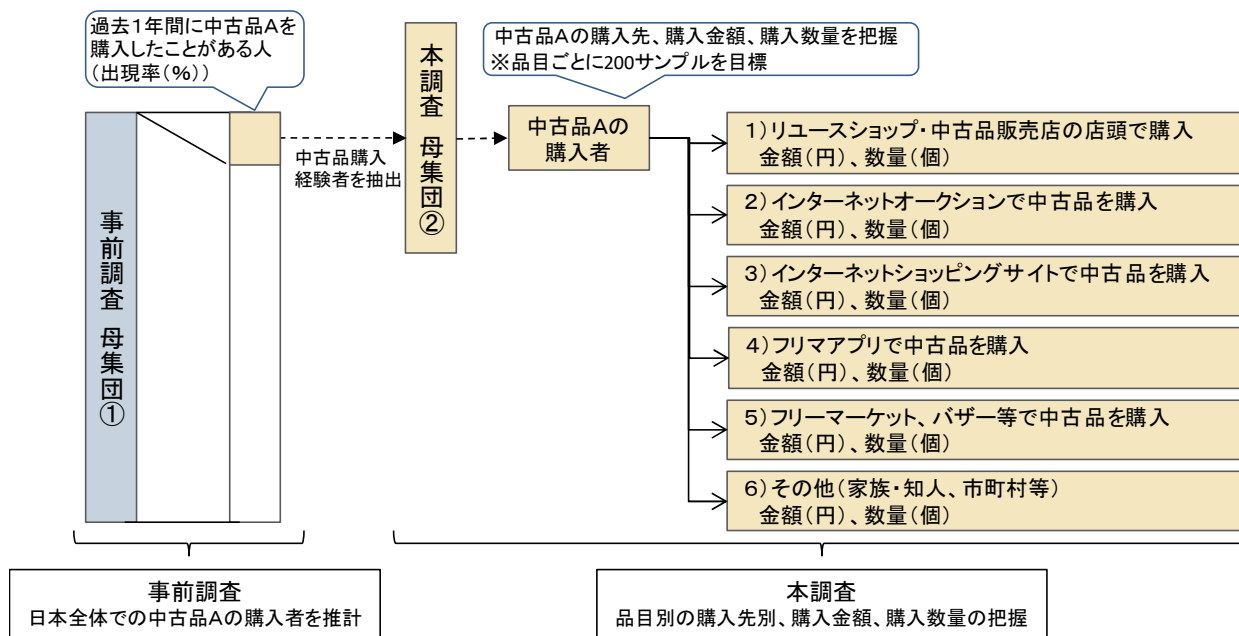 過去１年間に中古品Ａを
購入したことがある人
（出現率（％））
中古品Ａの購入先、購入金額、購入数量を把握
※品目ごとに200サンプルを目標
事前調査 母集団①
中古品購入
経験者を抽出
本調査 母集団②
中古品Ａの
購入者
１）リユースショップ・中古品販売店の店頭で購入
金額（円）、数量（個）
２）インターネットオークションで中古品を購入
金額（円）、数量（個）
３）インターネットショッピングサイトで中古品を購入
金額（円）、数量（個）
４）フリマアプリで中古品を購入
金額（円）、数量（個）
５）フリーマーケット、バザー等で中古品を購入
金額（円）、数量（個）
６）その他（家族・知人、市町村等）
金額（円）、数量（個）
事前調査
日本全体での中古品Ａの購入者を推計
本調査
品目別の購入先別、購入金額、購入数量の把握